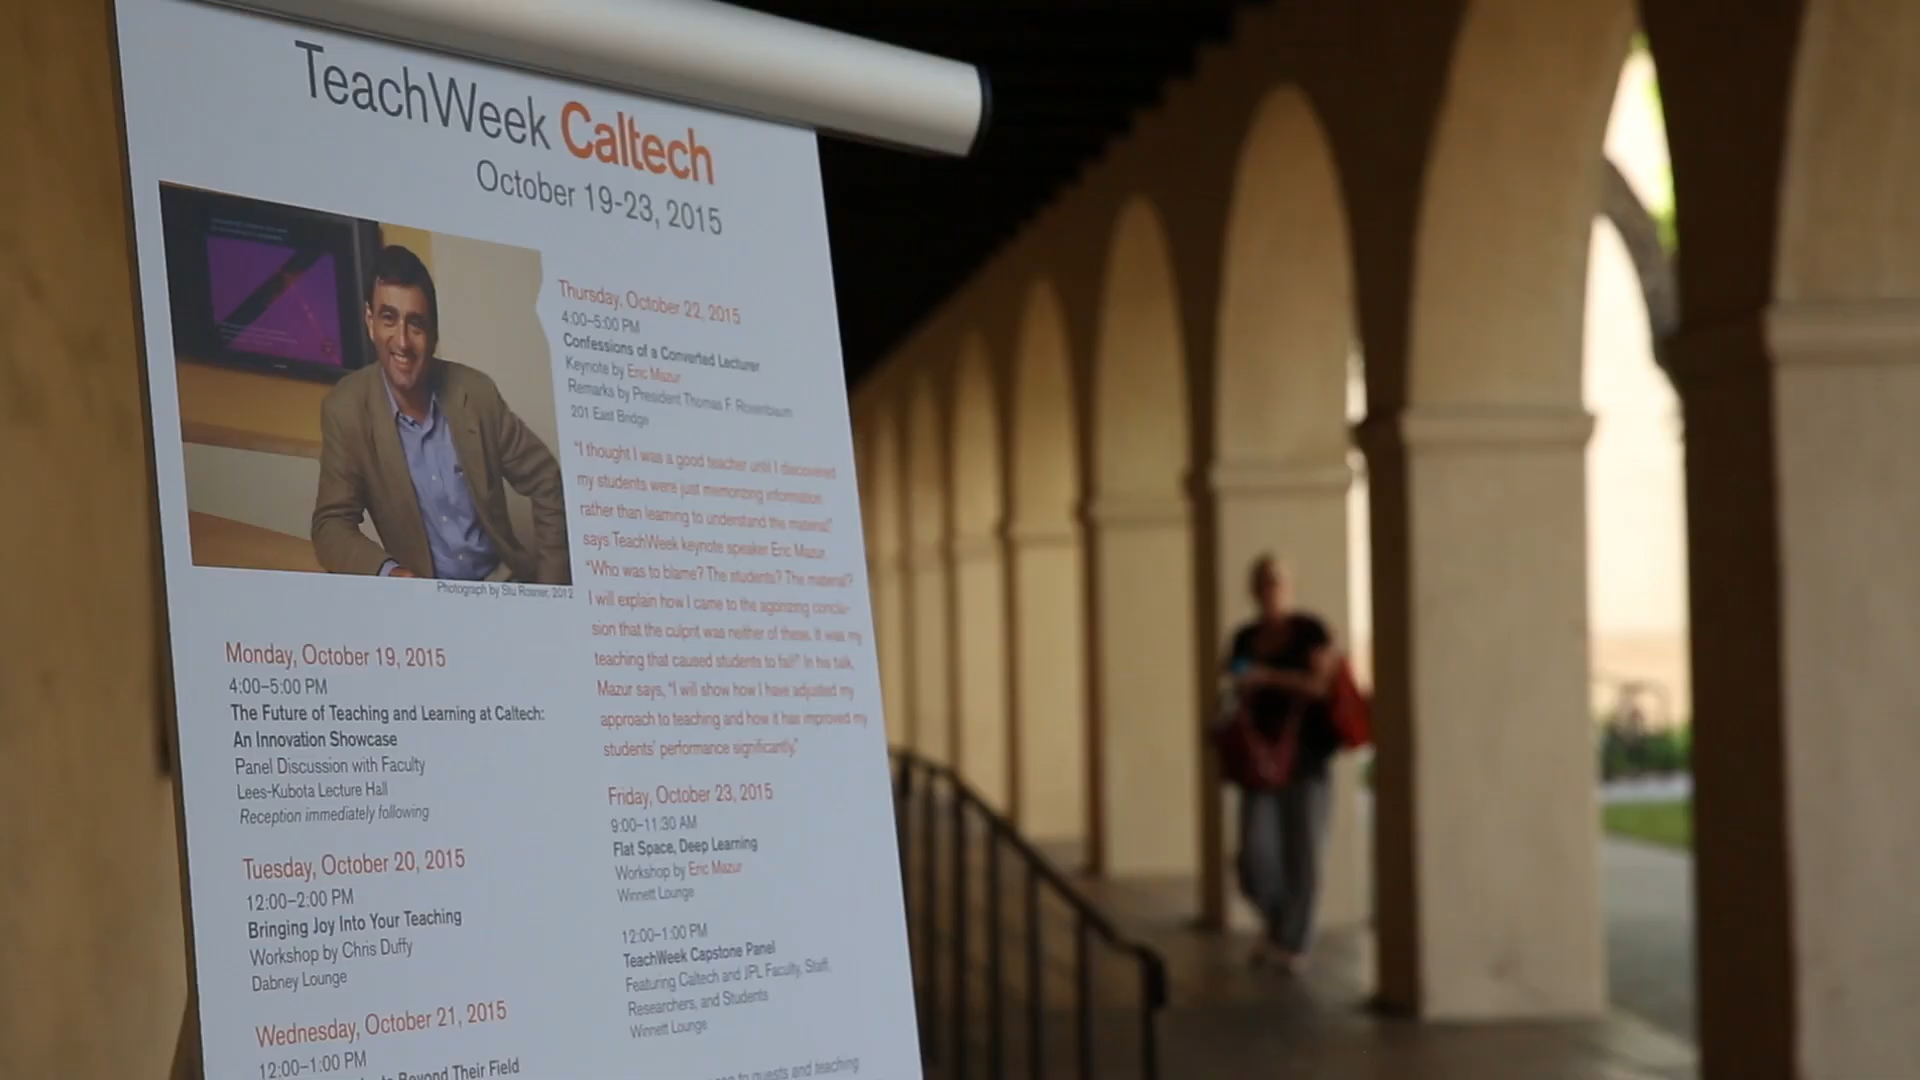 TeachWeek Caltech
October 19-23, 2015
Photograph by Stu Rosner, 2012
Monday, October 19, 2015
4:00–5:00 PM
The Future of Teaching and Learning at Caltech:
An Innovation Showcase
Panel Discussion with Faculty
Lees-Kubota Lecture Hall
Reception immediately following
Tuesday, October 20, 2015
12:00–2:00 PM
Bringing Joy Into Your Teaching
Workshop by Chris Duffy
Dabney Lounge
Wednesday, October 21, 2015
12:00–1:00 PM
Beyond Their Field
Thursday, October 22, 2015
4:00–5:00 PM
Confessions of a Converted Lecturer
Keynote by Eric Mazur
Remarks by President Thomas F. Rosenbaum
201 East Bridge
“I thought I was a good teacher until I discovered
my students were just memorizing information
rather than learning to understand the material,”
says TeachWeek keynote speaker Eric Mazur.
“Who was to blame? The students? The material?
I will explain how I came to the agonizing conclu-
sion that the culprit was neither of these. It was my
teaching that caused students to fail!” In his talk,
Mazur says, “I will show how I have adjusted my
approach to teaching and how it has improved my
students’ performance significantly.”
Friday, October 23, 2015
9:00–11:30 AM
Flat Space, Deep Learning
Workshop by Eric Mazur
Winnett Lounge
12:00–1:00 PM
TeachWeek Capstone Panel
Featuring Caltech and JPL Faculty, Staff,
Researchers, and Students
Winnett Lounge
to guests and teaching